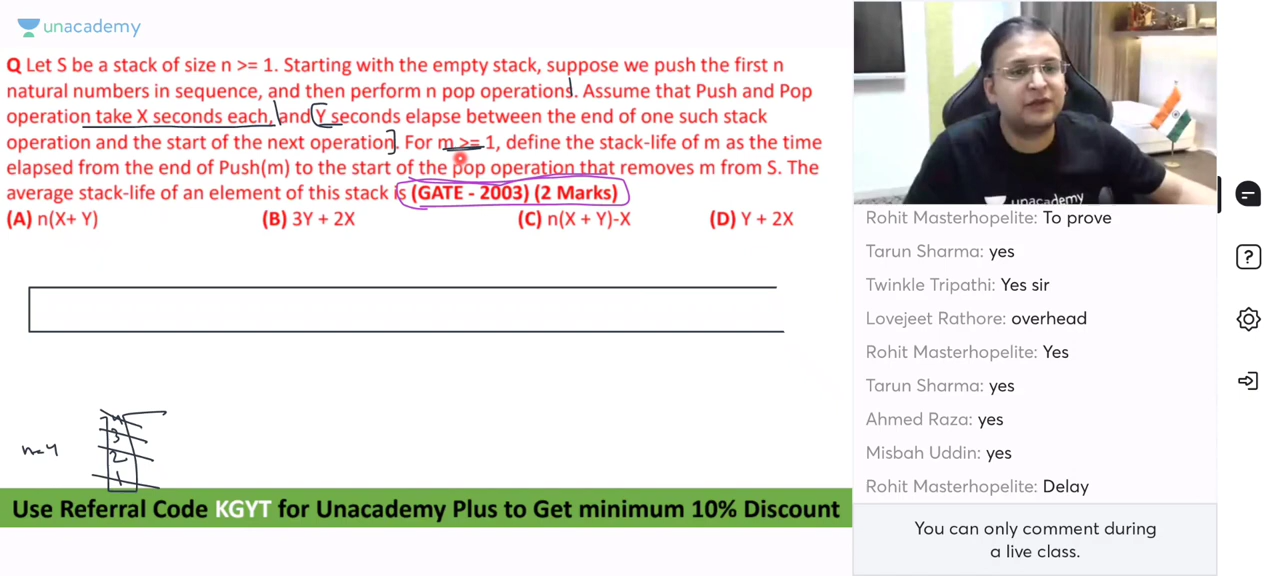 unacademy
Q Let S be a stack of size n >= 1. Starting with the empty stack, suppose we push the first n
natural numbers in sequence, and then perform n pop operations. Assume that Push and Pop
operation take X seconds each, and Y seconds elapse between the end of one such stack
operation and the start of the next operation. For m >= 1, define the stack-life of m as the time
elapsed from the end of Push(m) to the start of the pop operation that removes m from S. The
average stack-life of an element of this stack is (GATE - 2003) (2 Marks)
(A) n(X+ Y) (B) 3Y + 2X (C) n(X + Y)-X (D) Y + 2X
4
3
n=4
2
1
Use Referral Code KGYT for Unacademy Plus to Get minimum 10% Discount
unacademy
Rohit Masterhopelite: To prove
Tarun Sharma: yes
Twinkle Tripathi: Yes sir
Lovejeet Rathore: overhead
Rohit Masterhopelite: Yes
Tarun Sharma: yes
Ahmed Raza: yes
Misbah Uddin: yes
Rohit Masterhopelite: Delay
You can only comment during
a live class.